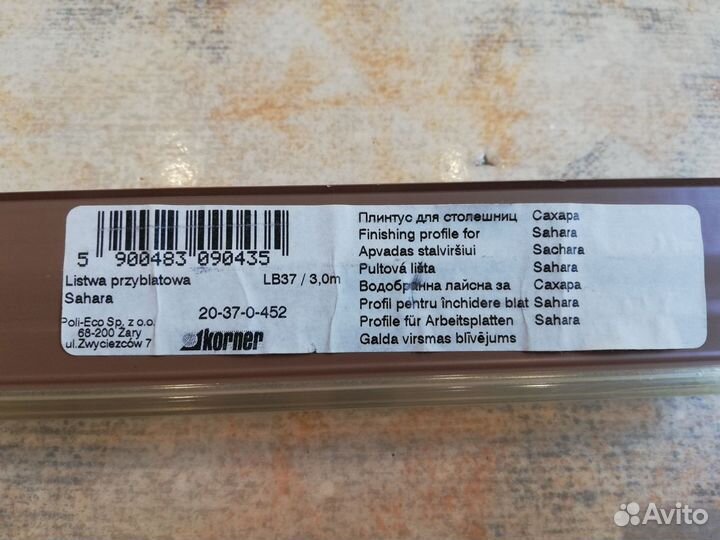 5 900483 090435
Listwa przyblatowa LB37 / 3,0m
Sahara
20-37-0-452
Poli-Eco Sp. z o.o.
68-200 Żary
ul.Zwyciezców 7
korner
Плинтус для столешниц Сахара
Finishing profile for Sahara
Apvadas stalviršiui Sachara
Pultová lišta Sahara
Водобранна лайсна за Сахара
Profil pentru închidere blat Sahara
Profile für Arbeitsplatten Sahara
Galda virsmas blīvējums
Avito